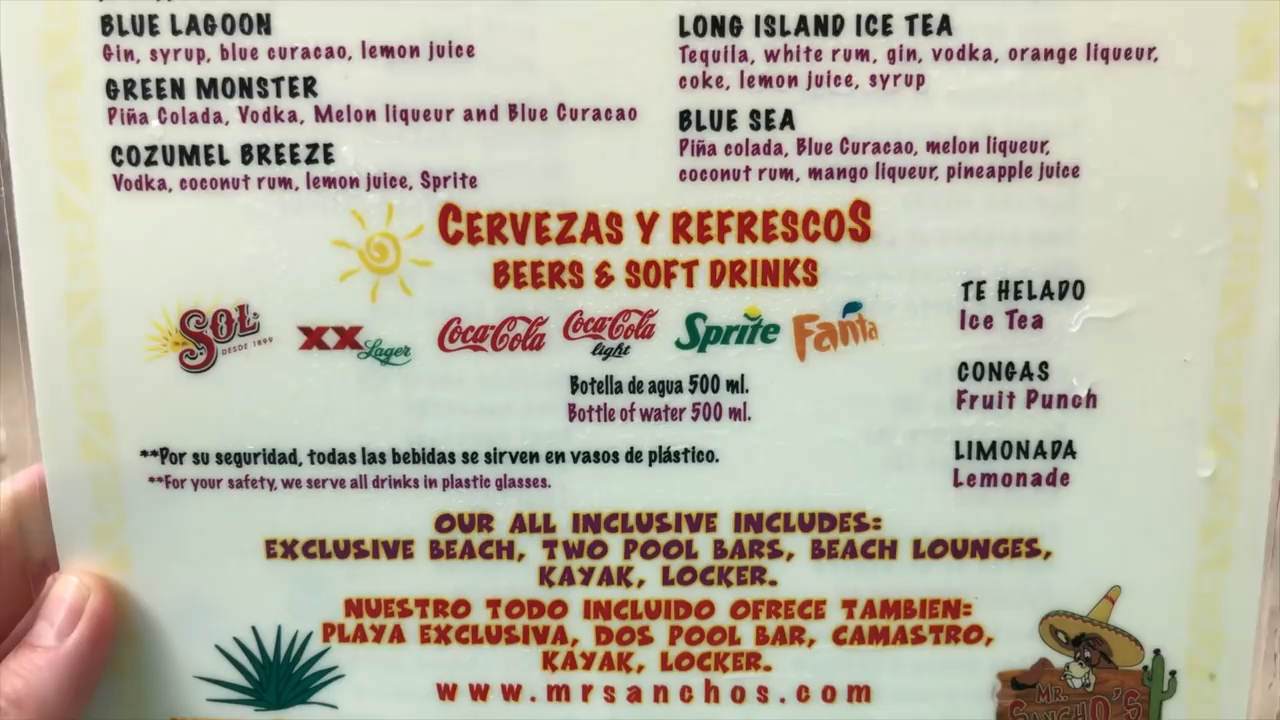 BLUE LAGOON
Gin, syrup, blue curacao, lemon juice
GREEN MONSTER
Piña Colada, Vodka, Melon liqueur and Blue Curacao
COZUMEL BREEZE
Vodka, coconut rum, lemon juice, Sprite
LONG ISLAND ICE TEA
Tequila, white rum, gin, vodka, orange liqueur,
coke, lemon juice, syrup
BLUE SEA
Piña colada, Blue Curacao, melon liqueur,
coconut rum, mango liqueur, pineapple juice
CERVEZAS Y REFRESCOS
BEERS & SOFT DRINKS
SOL
DESDE 1899
XX
Lager
Coca-Cola
Coca-Cola
light
Sprite
Fanta
Botella de agua 500 ml.
Bottle of water 500 ml.
TE HELADO
Ice Tea
CONGAS
Fruit Punch
LIMONADA
Lemonade
**Por su seguridad, todas las bebidas se sirven en vasos de plástico.
**For your safety, we serve all drinks in plastic glasses.
OUR ALL INCLUSIVE INCLUDES:
EXCLUSIVE BEACH, TWO POOL BARS, BEACH LOUNGES,
KAYAK, LOCKER.
NUESTRO TODO INCLUIDO OFRECE TAMBIEN:
PLAYA EXCLUSIVA, DOS POOL BAR, CAMASTRO,
KAYAK, LOCKER.
www.mrsanchos.com
MR.
SANCHO'S